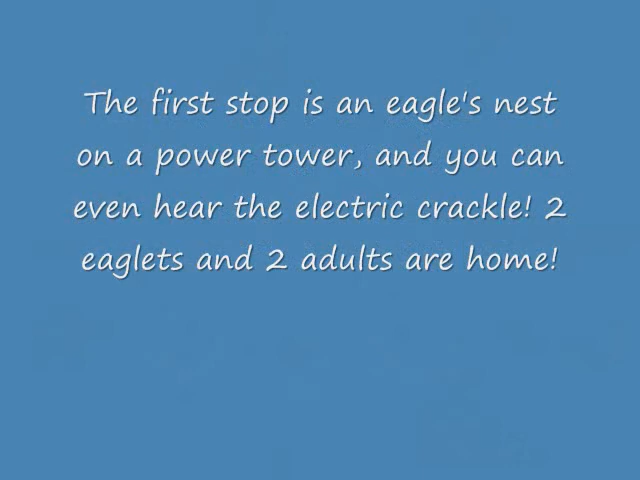 The first stop is an eagle's nest
on a power tower, and you can
even hear the electric crackle! 2
eaglets and 2 adults are home!